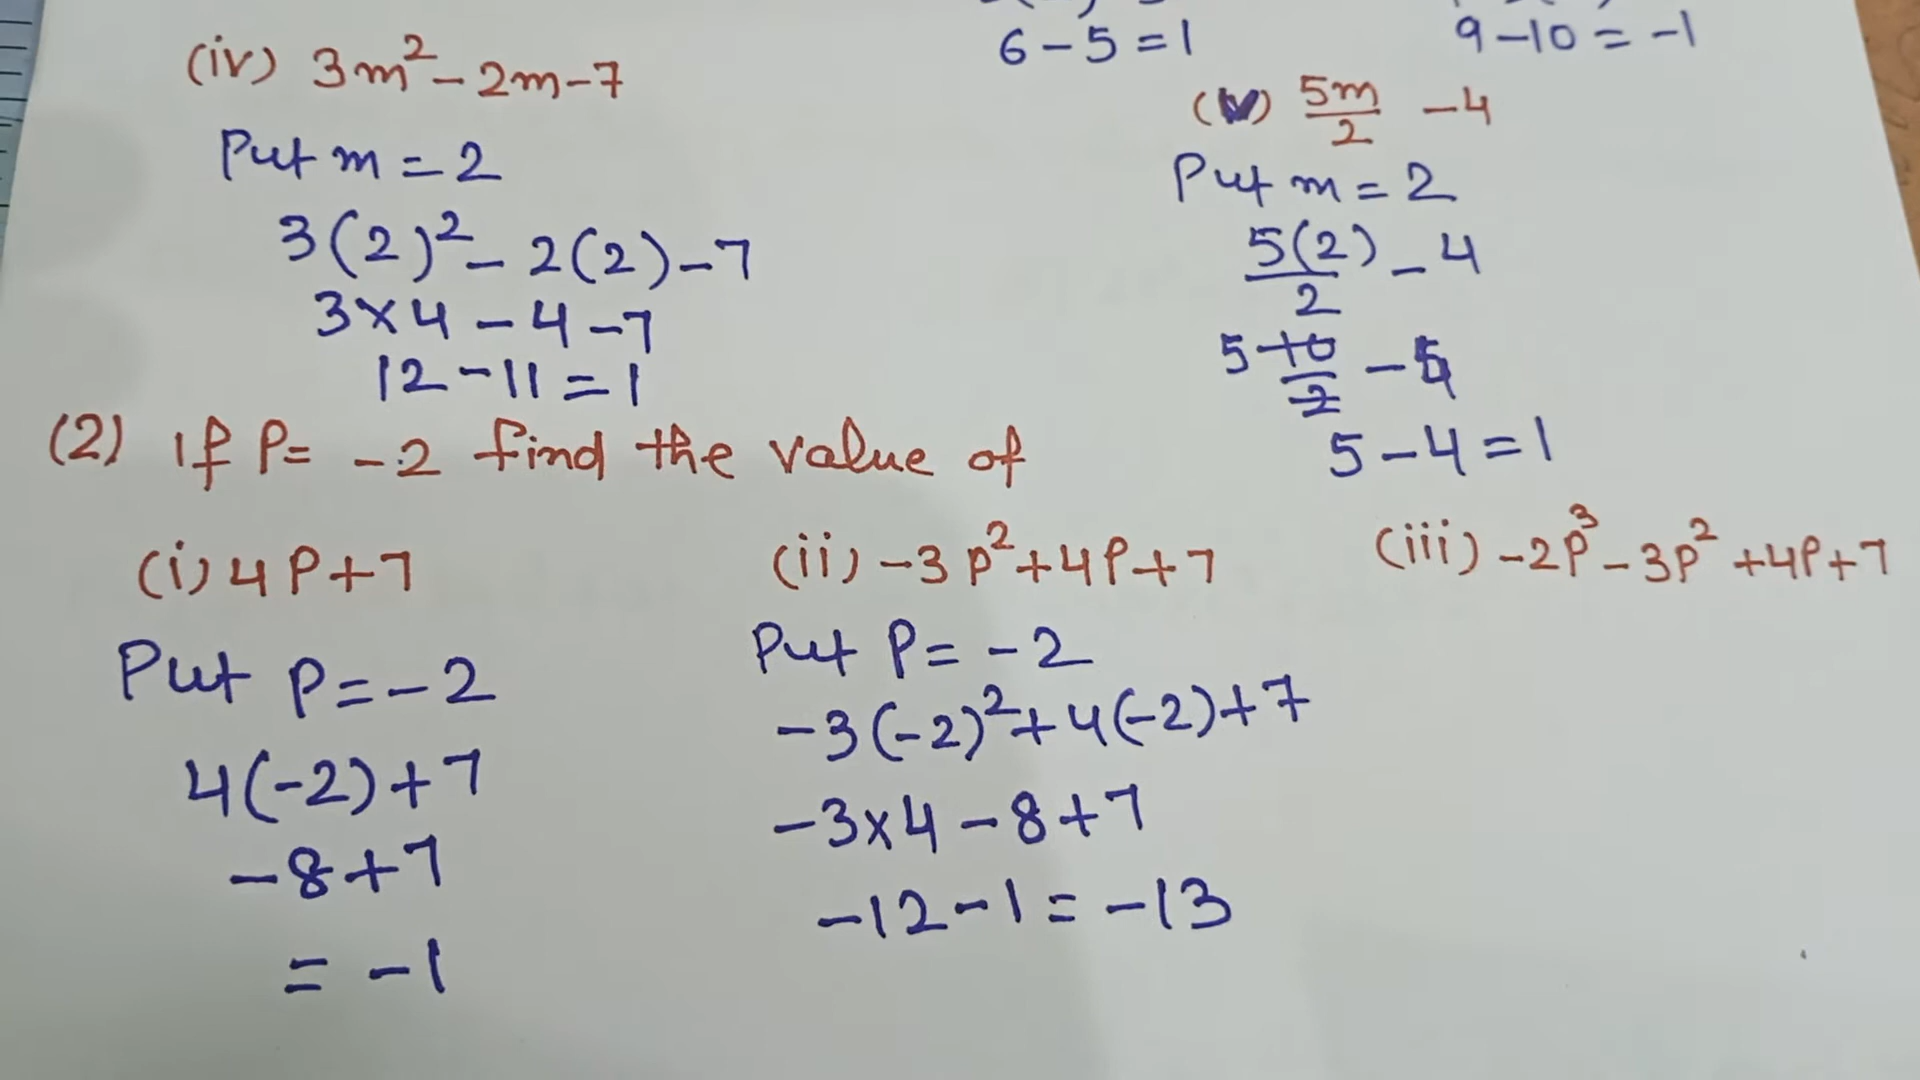 6 - 5 = 1
9 - 10 = -1
(iv) 3m² - 2m - 7
Put m = 2
3(2)² - 2(2) - 7
3 × 4 - 4 - 7
12 - 11 = 1
(v) 5m/2 - 4
Put m = 2
5(2)/2 - 4
5 10/2 - 4
5 - 4 = 1
(2) If P = -2 find the value of
(i) 4P + 7
Put P = -2
4(-2) + 7
-8 + 7
= -1
(ii) -3P² + 4P + 7
Put P = -2
-3(-2)² + 4(-2) + 7
-3 × 4 - 8 + 7
-12 - 1 = -13
(iii) -2P³ - 3P² + 4P + 7